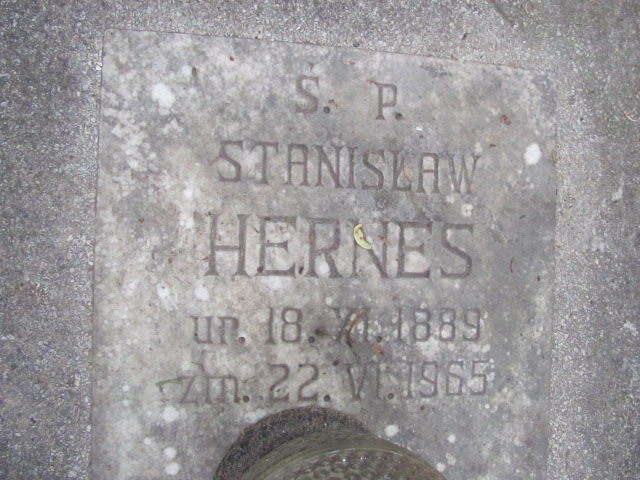 Ś. P.
STANISŁAW
HERNES
ur. 18. XI. 1889
zm. 22. VI. 1965